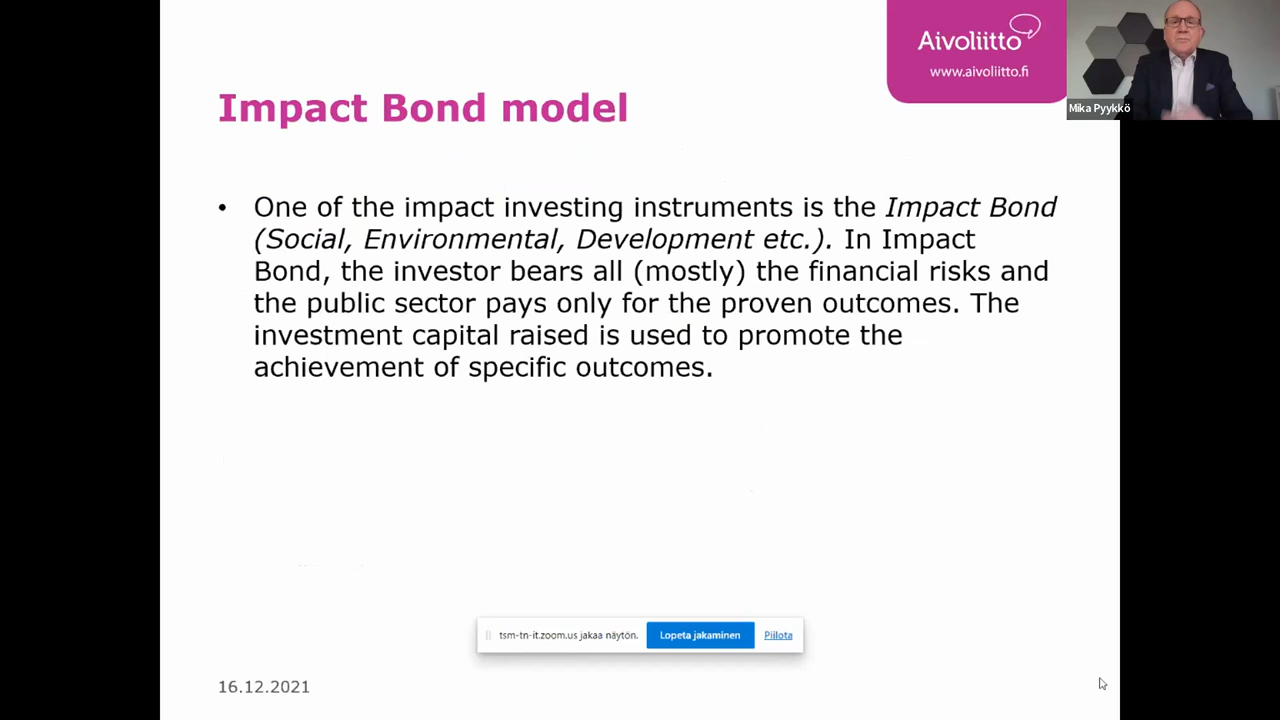 Aivoliitto
www.aivoliitto.fi
Mika Pyykkö
Impact Bond model
• One of the impact investing instruments is the Impact Bond
(Social, Environmental, Development etc.). In Impact
Bond, the investor bears all (mostly) the financial risks and
the public sector pays only for the proven outcomes. The
investment capital raised is used to promote the
achievement of specific outcomes.
tsm-tn-it.zoom.us jakaa näytön. Lopeta jakaminen Piilota
16.12.2021